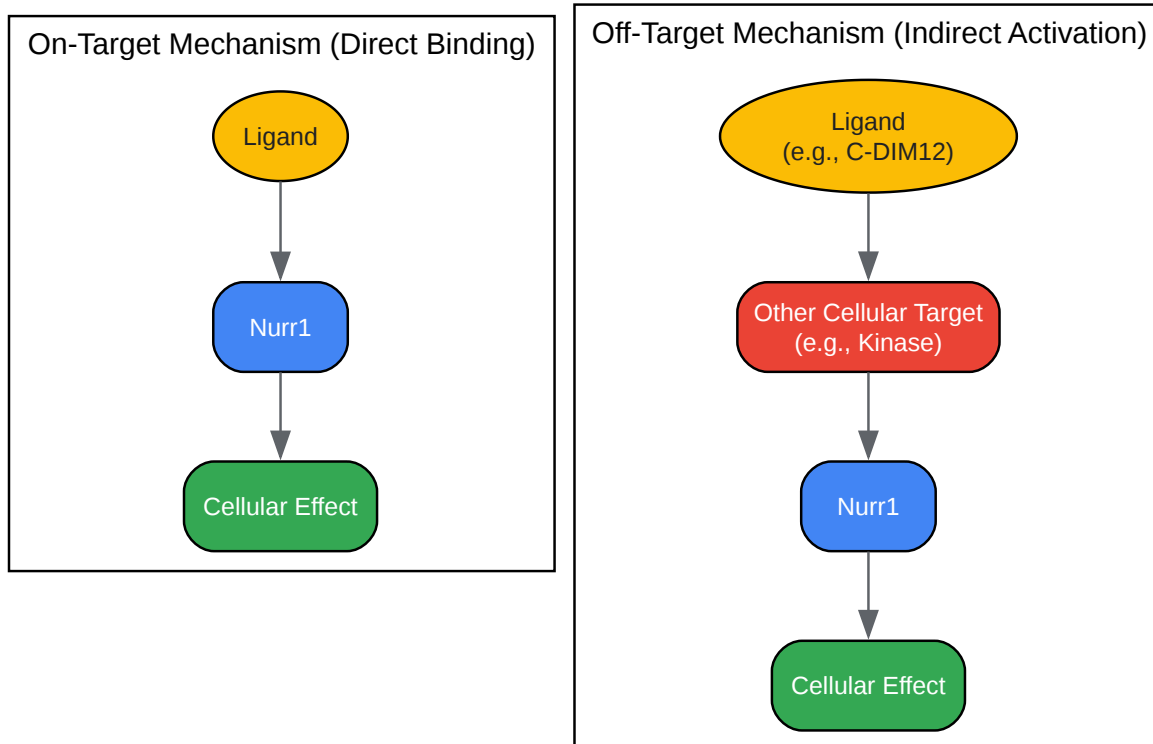 On-Target Mechanism (Direct Binding)
Ligand
Nurr1
Cellular Effect
Off-Target Mechanism (Indirect Activation)
Ligand
(e.g., C-DIM12)
Other Cellular Target
(e.g., Kinase)
Nurr1
Cellular Effect